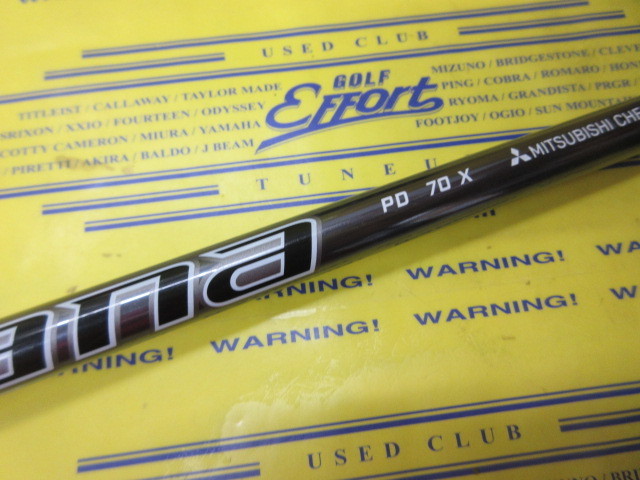 USED CLUB
GOLF
Effort
TITLEIST / CALLAWAY / TAYLOR MADE
SRIXON / XXIO / FOURTEEN / ODYSSEY
SCOTTY CAMERON / MIURA / YAMAHA
/ PIRETTI / AKIRA / BALDO / J BEAM
MIZUNO / BRIDGESTONE / CLEVE
PING / COBRA / ROMARO / HON
RYOMA / GRANDISTA / PRGR
FOOTJOY / OGIO / SUN MOUNTA
TUNEU
PD 70 X
MITSUBISHI CHE
ana
WARNING!
WARNING!
WARNING!
WARNING!
WARNING!
USED CLUB